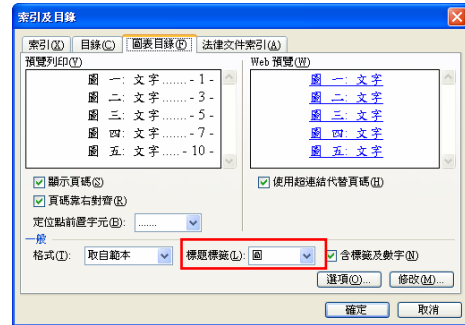 索引及目錄
索引(X) 目錄(C) 圖表目錄(F) 法律文件索引(A)
預覽列印(Y) Web 預覽(W)
圖 一: 文字.......- 1 - 圖 一: 文字
圖 二: 文字.......- 3 - 圖 二: 文字
圖 三: 文字.......- 5 - 圖 三: 文字
圖 四: 文字.......- 7 - 圖 四: 文字
圖 五: 文字.....- 10 - 圖 五: 文字
顯示頁碼(S) 使用超連結代替頁碼(H)
頁碼靠右對齊(R)
定位點前置字元(B): .......
一般
格式(T): 取自範本 標題標籤(L): 圖 含標籤及數字(N)
選項(O)... 修改(M)...
確定 取消